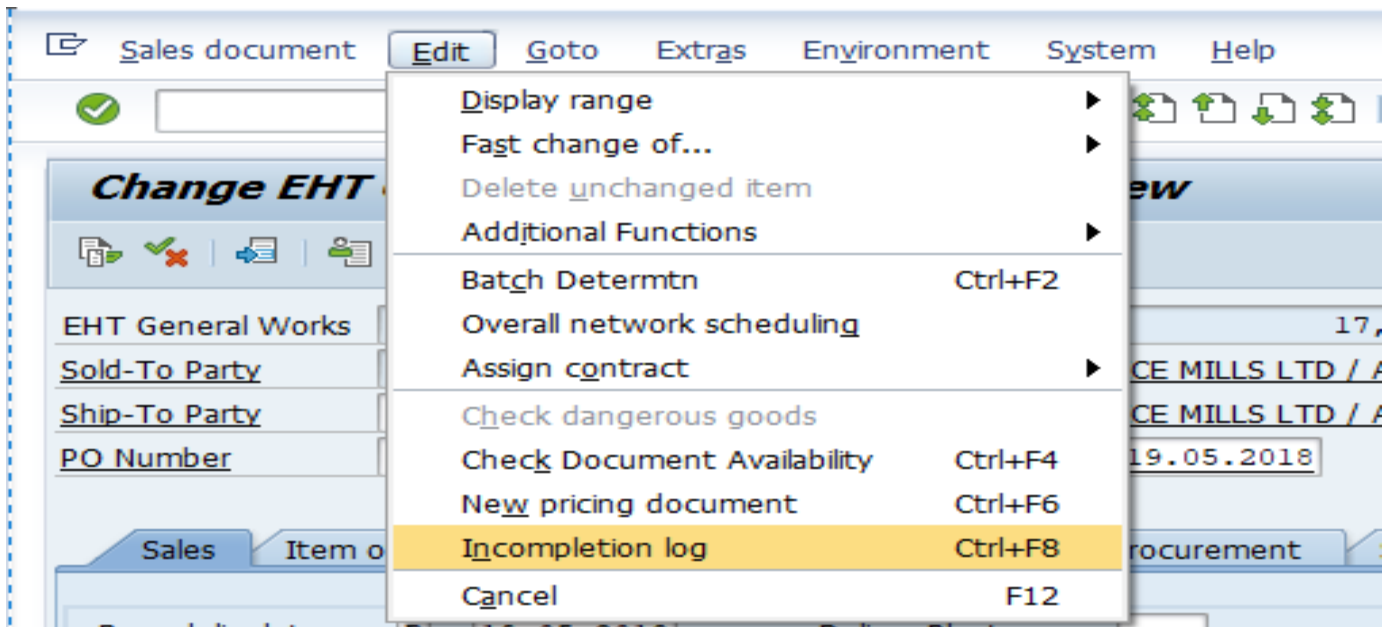 Sales document Edit Goto Extras Environment System Help
Display range
Fast change of...
Delete unchanged item
Change EHT ew
Additional Functions
Batch Determtn Ctrl+F2
EHT General Works Overall network scheduling 17,
Sold-To Party Assign contract CE MILLS LTD / A
Ship-To Party Check dangerous goods CE MILLS LTD / A
PO Number Check Document Availability Ctrl+F4 19.05.2018
New pricing document Ctrl+F6
Sales Item o Incompletion log Ctrl+F8 rocurement
Cancel F12